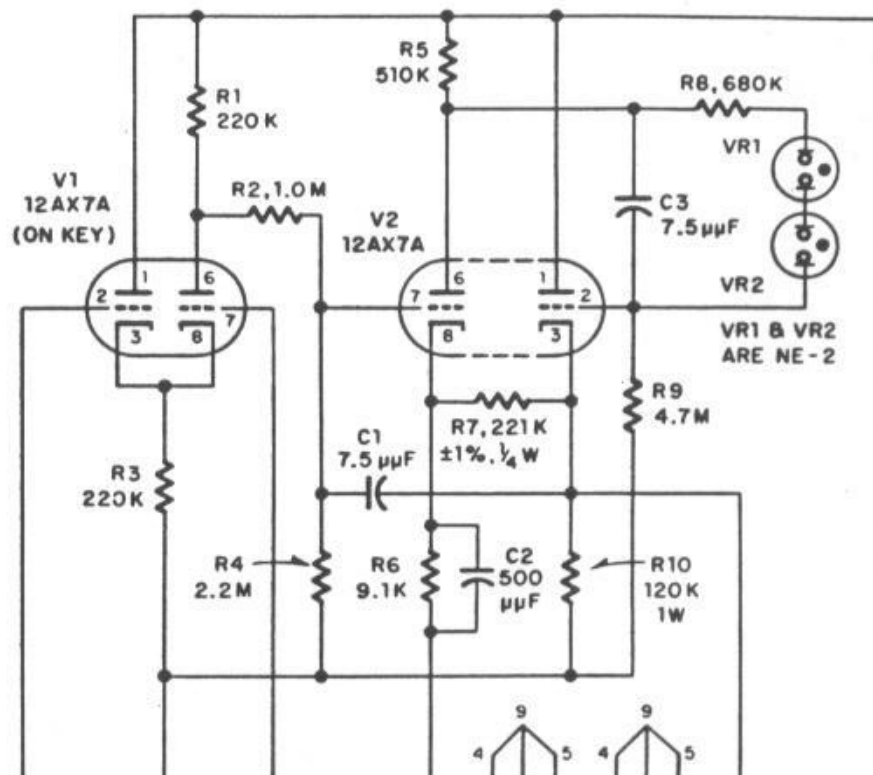 R5
510K
R8, 680K
R1
220K
VR1
V1
12AX7A
(ON KEY)
R2, 1.0M
V2
12AX7A
C3
7.5µµF
1
6
2
7
3
8
6
1
7
2
8
3
VR2
VR1 & VR2
ARE NE-2
R9
4.7M
R7, 221K
±1%, ¼ W
C1
7.5µµF
R3
220K
R4
2.2M
R6
9.1K
C2
500
µµF
R10
120K
1W
9
9
4
5
4
5